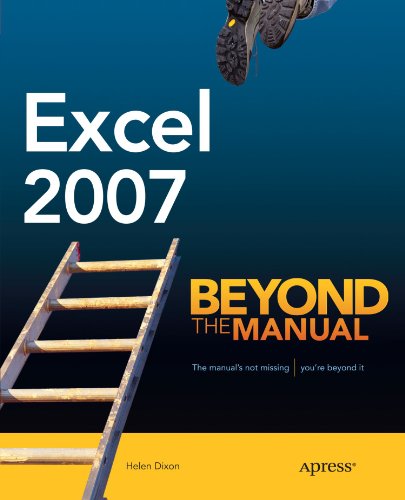 Excel
2007
BEYOND
THE MANUAL
The manual's not missing | you're beyond it
Helen Dixon
Apress®